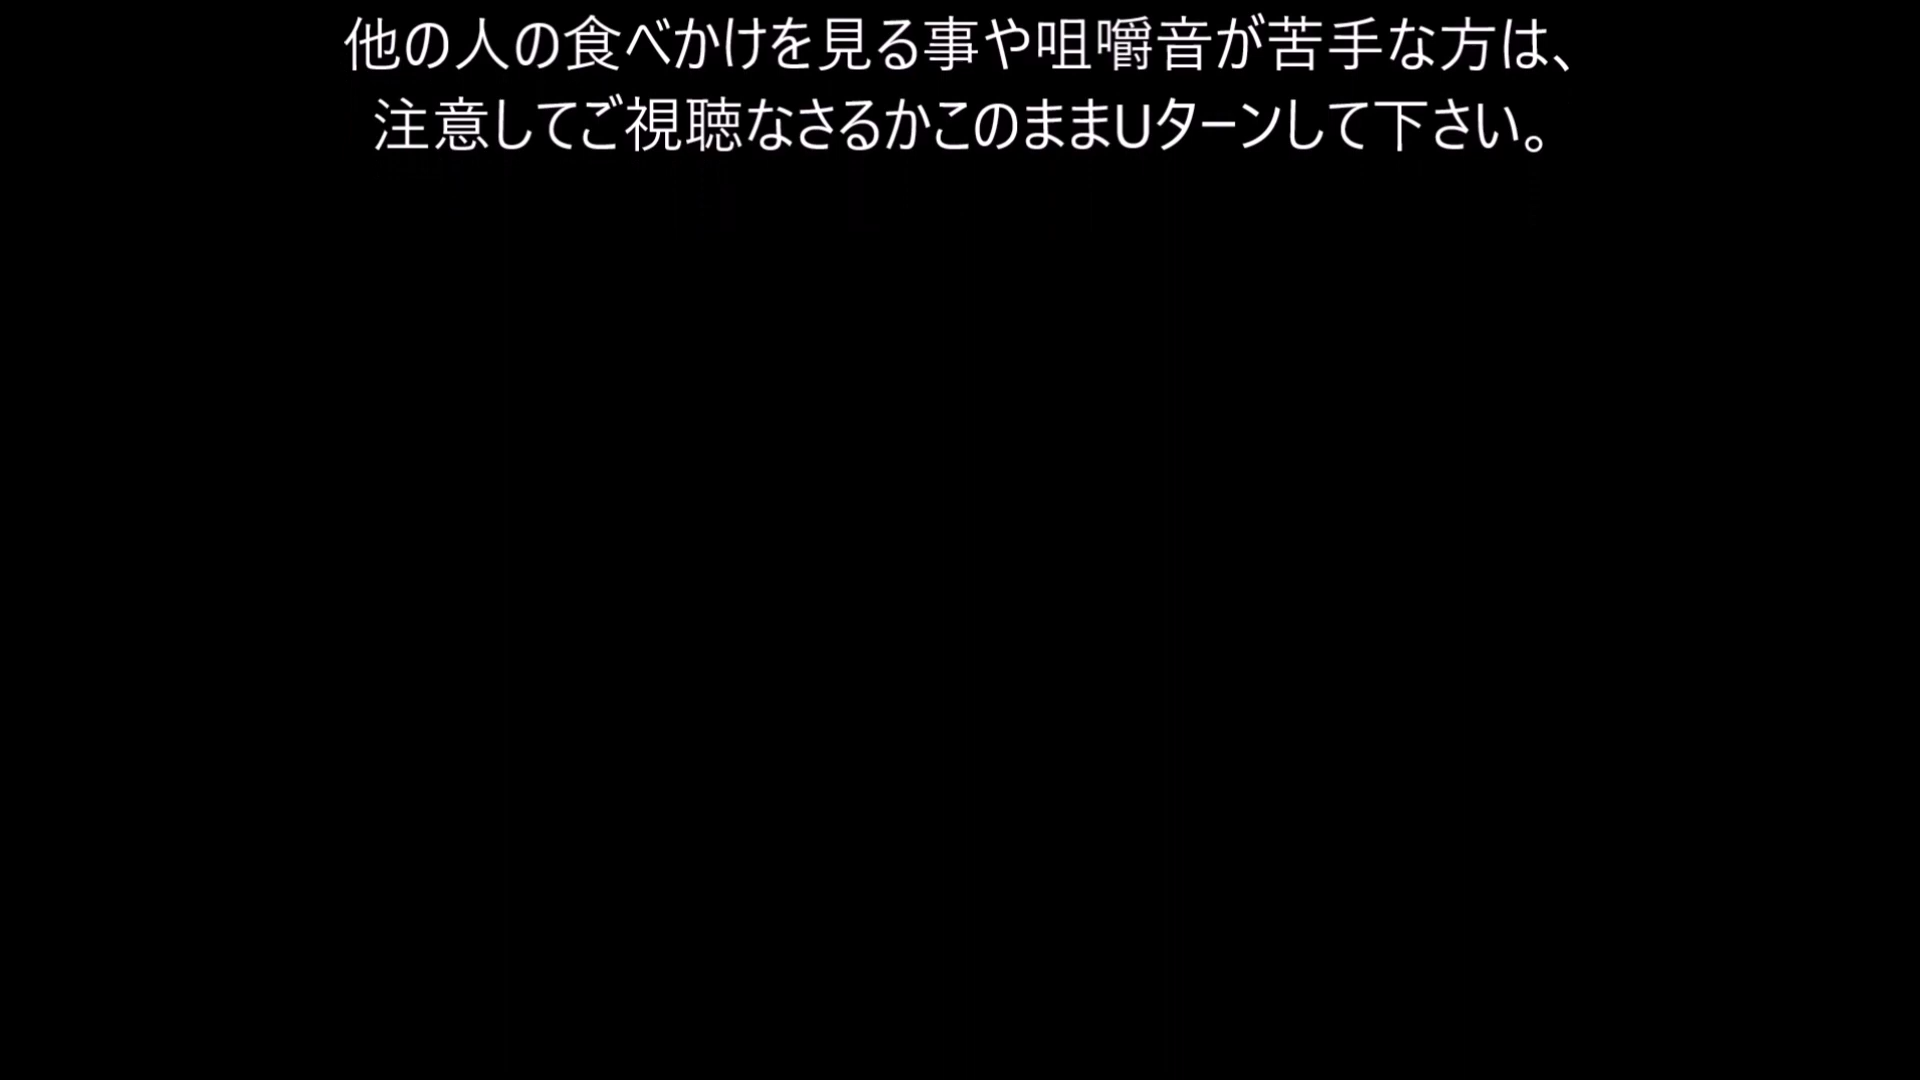 他の人の食べかけを見る事や咀嚼音が苦手な方は、
注意してご視聴なさるかこのままUターンして下さい。